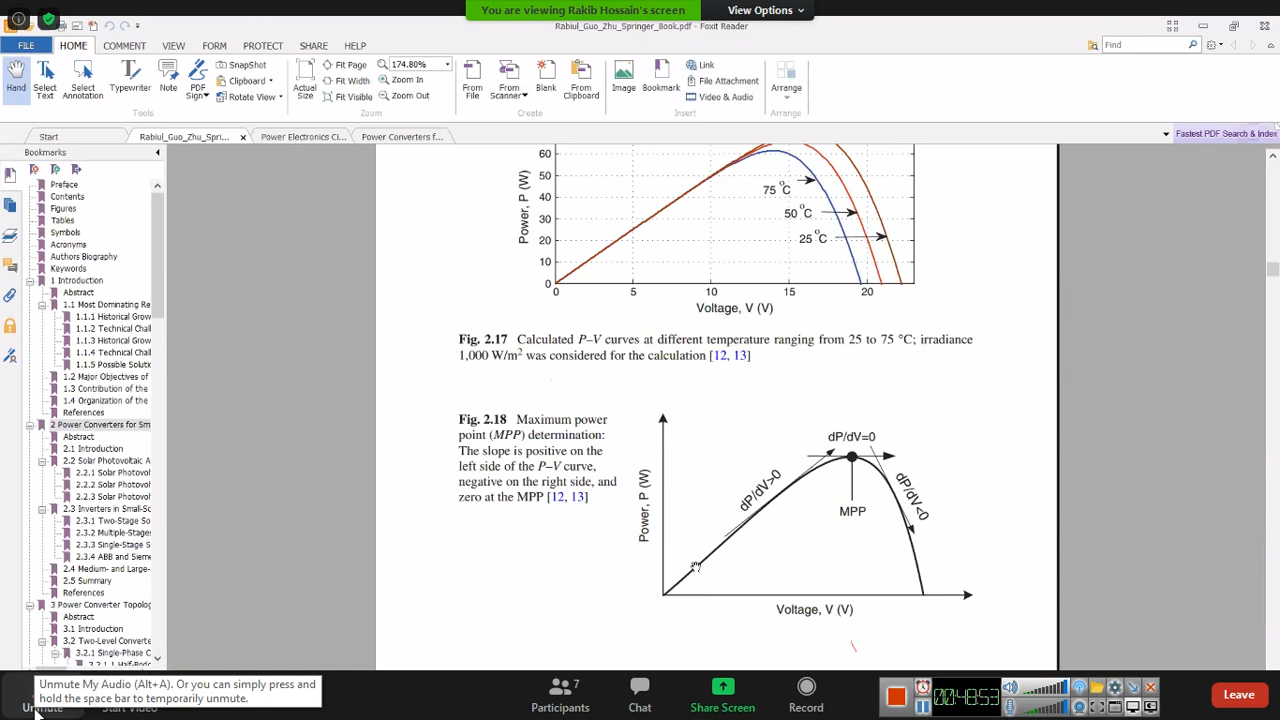 You are viewing Rakib Hossain's screen
View Options
Rabiul_Guo_Zhu_Springer_Book.pdf - Foxit Reader
FILE
HOME
COMMENT
VIEW
FORM
PROTECT
SHARE
HELP
Find
Hand
Select Text
Select Annotation
SnapShot
Clipboard
Rotate View
Typewriter
Note
PDF Sign
Tools
Actual Size
Fit Page
Fit Width
Fit Visible
174.80%
Zoom In
Zoom Out
Zoom
From File
From Scanner
Blank
From Clipboard
Create
Image
Bookmark
Link
File Attachment
Video & Audio
Insert
Arrange
Arrange
Start
Rabiul_Guo_Zhu_Spri...
Power Electronics Ci...
Power Converters f...
Fastest PDF Search & Index
Bookmarks
Preface
Contents
Figures
Tables
Symbols
Acronyms
Authors Biography
Keywords
1 Introduction
Abstract
1.1 Most Dominating Re
1.1.1 Historical Grow
1.1.2 Technical Chall
1.1.3 Historical Grow
1.1.4 Technical Chall
1.1.5 Possible Solut
1.2 Major Objectives of
1.3 Contribution of the
1.4 Organization of the
References
2 Power Converters for Sm
Abstract
2.1 Introduction
2.2 Solar Photovoltaic A
2.2.1 Solar Photovol
2.2.2 Solar Photovol
2.2.3 Solar Photovol
2.3 Inverters in Small-Sc
2.3.1 Two-Stage So
2.3.2 Multiple-Stages
2.3.3 Single-Stage S
2.3.4 ABB and Sieme
2.4 Medium- and Large-
2.5 Summary
References
3 Power Converter Topolog
Abstract
3.1 Introduction
3.2 Two-Level Converte
3.2.1 Single-Phase C
3.2.1.1 Half-Bod
Power, P (W)
60
50
40
30
20
10
0
0 5 10 15 20
75 °C
50 °C
25 °C
Voltage, V (V)
Fig. 2.17 Calculated P–V curves at different temperature ranging from 25 to 75 °C; irradiance
1,000 W/m² was considered for the calculation [12, 13]
Fig. 2.18 Maximum power
point (MPP) determination:
The slope is positive on the
left side of the P–V curve,
negative on the right side, and
zero at the MPP [12, 13]
dP/dV=0
dP/dV>0
dP/dV<0
MPP
Power, P (W)
Voltage, V (V)
Unmute My Audio (Alt+A). Or you can simply press and
hold the space bar to temporarily unmute.
Unmute
Start Video
7
Participants
Chat
Share Screen
Record
00:48:53
Leave